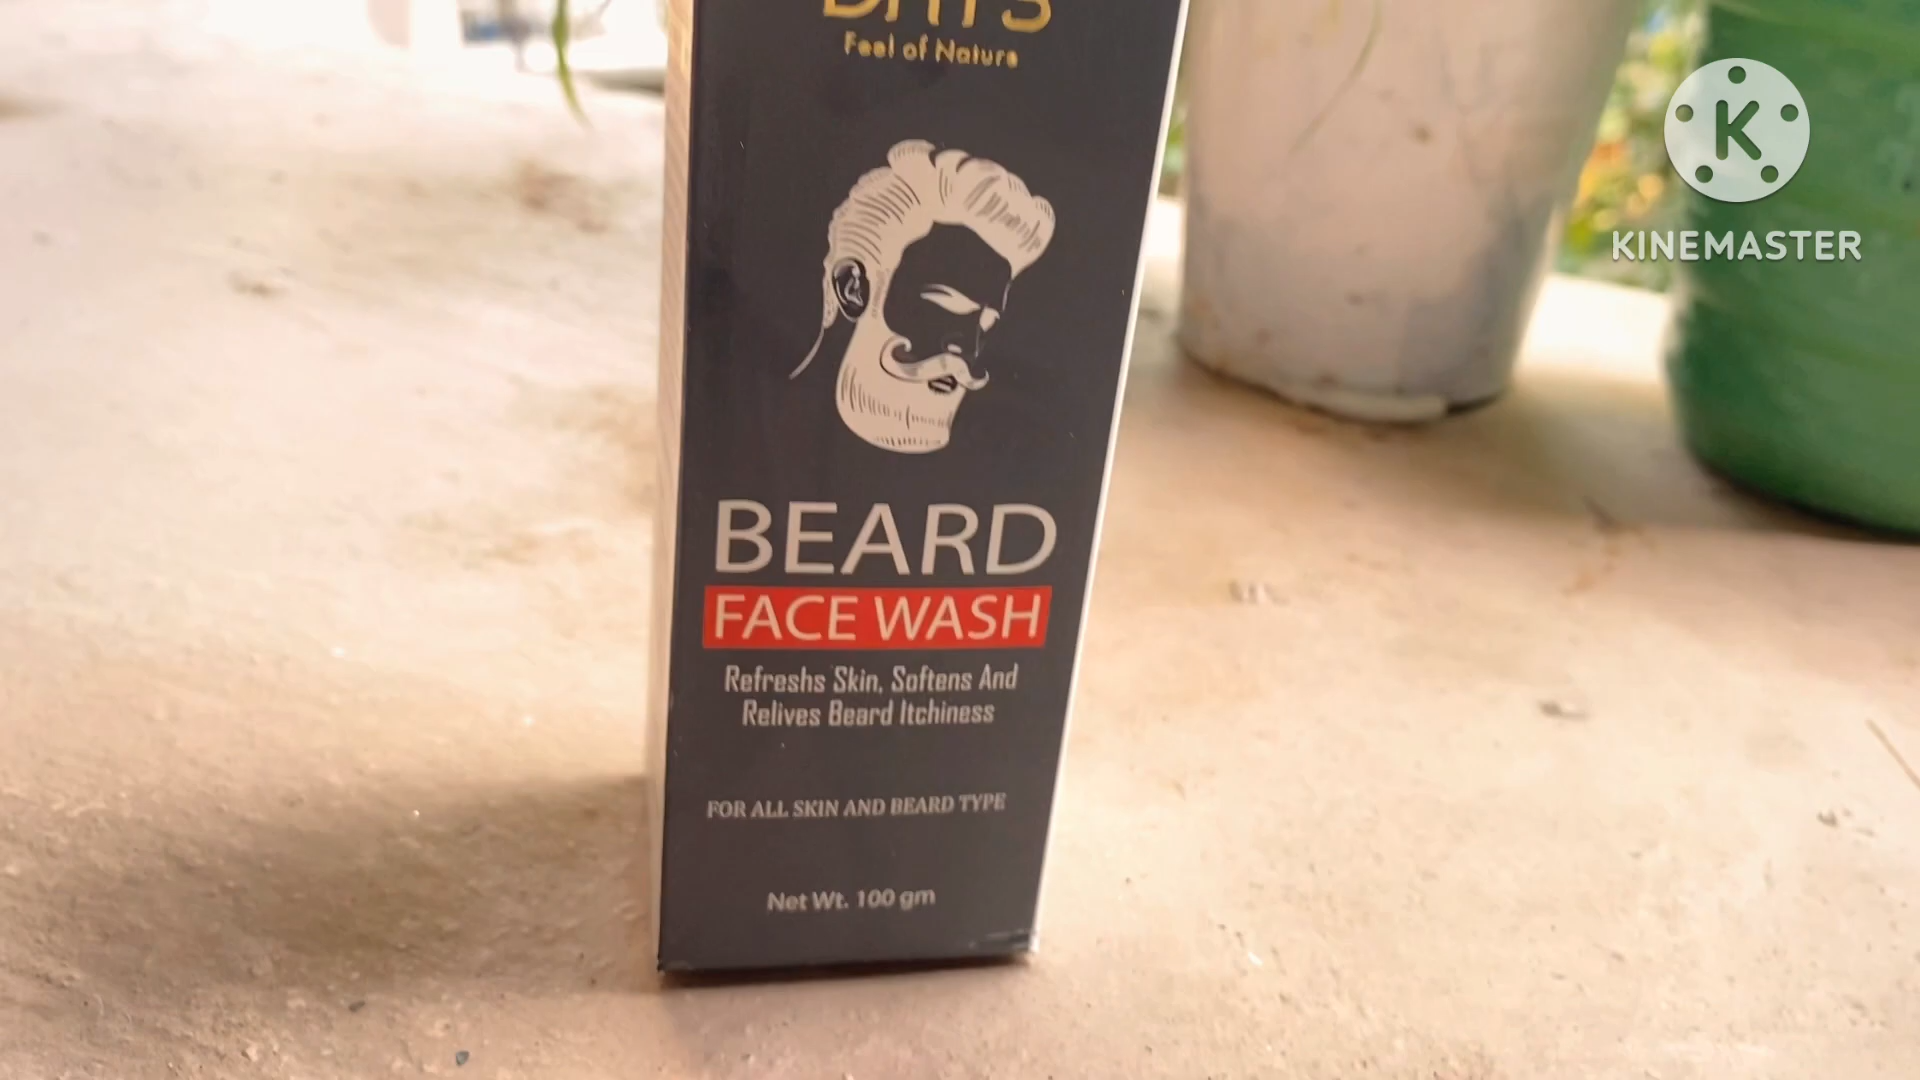 Feel of Nature
BEARD
FACE WASH
Refreshs Skin, Softens And
Relives Beard Itchiness
FOR ALL SKIN AND BEARD TYPE
Net Wt. 100 gm
K
KINEMASTER